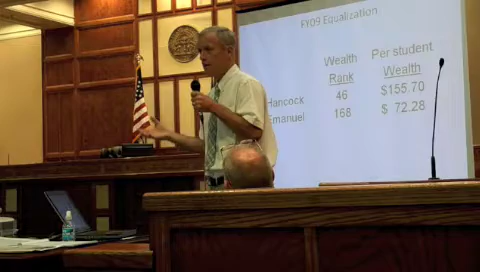 FY09 Equalization
Wealth Per student
Rank Wealth
Hancock 46 $155.70
Emanuel 168 $ 72.28